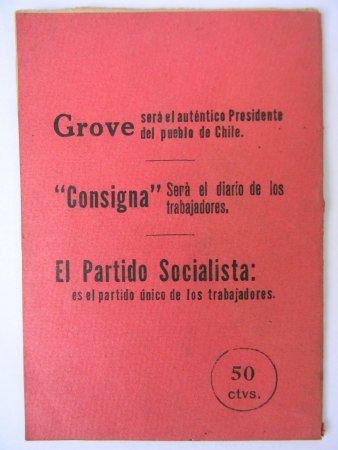 Grove será el auténtico Presidente
del pueblo de Chile.
"Consigna" Será el diario de los
trabajadores.
El Partido Socialista:
es el partido único de los trabajadores.
50
ctvs.